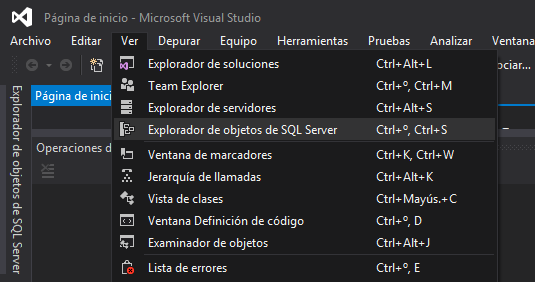 Página de inicio - Microsoft Visual Studio
Archivo Editar Ver Depurar Equipo Herramientas Pruebas Analizar Ventana
Explorador de soluciones Ctrl+Alt+L
Team Explorer Ctrl+º, Ctrl+M
Explorador de servidores Ctrl+Alt+S
Explorador de objetos de SQL Server Ctrl+º, Ctrl+S
Ventana de marcadores Ctrl+K, Ctrl+W
Jerarquía de llamadas Ctrl+Alt+K
Vista de clases Ctrl+Mayús.+C
Ventana Definición de código Ctrl+º, D
Examinador de objetos Ctrl+Alt+J
Lista de errores Ctrl+º, E
ociar...
Página de inici
Operaciones d
Explorador de objetos de SQL Server